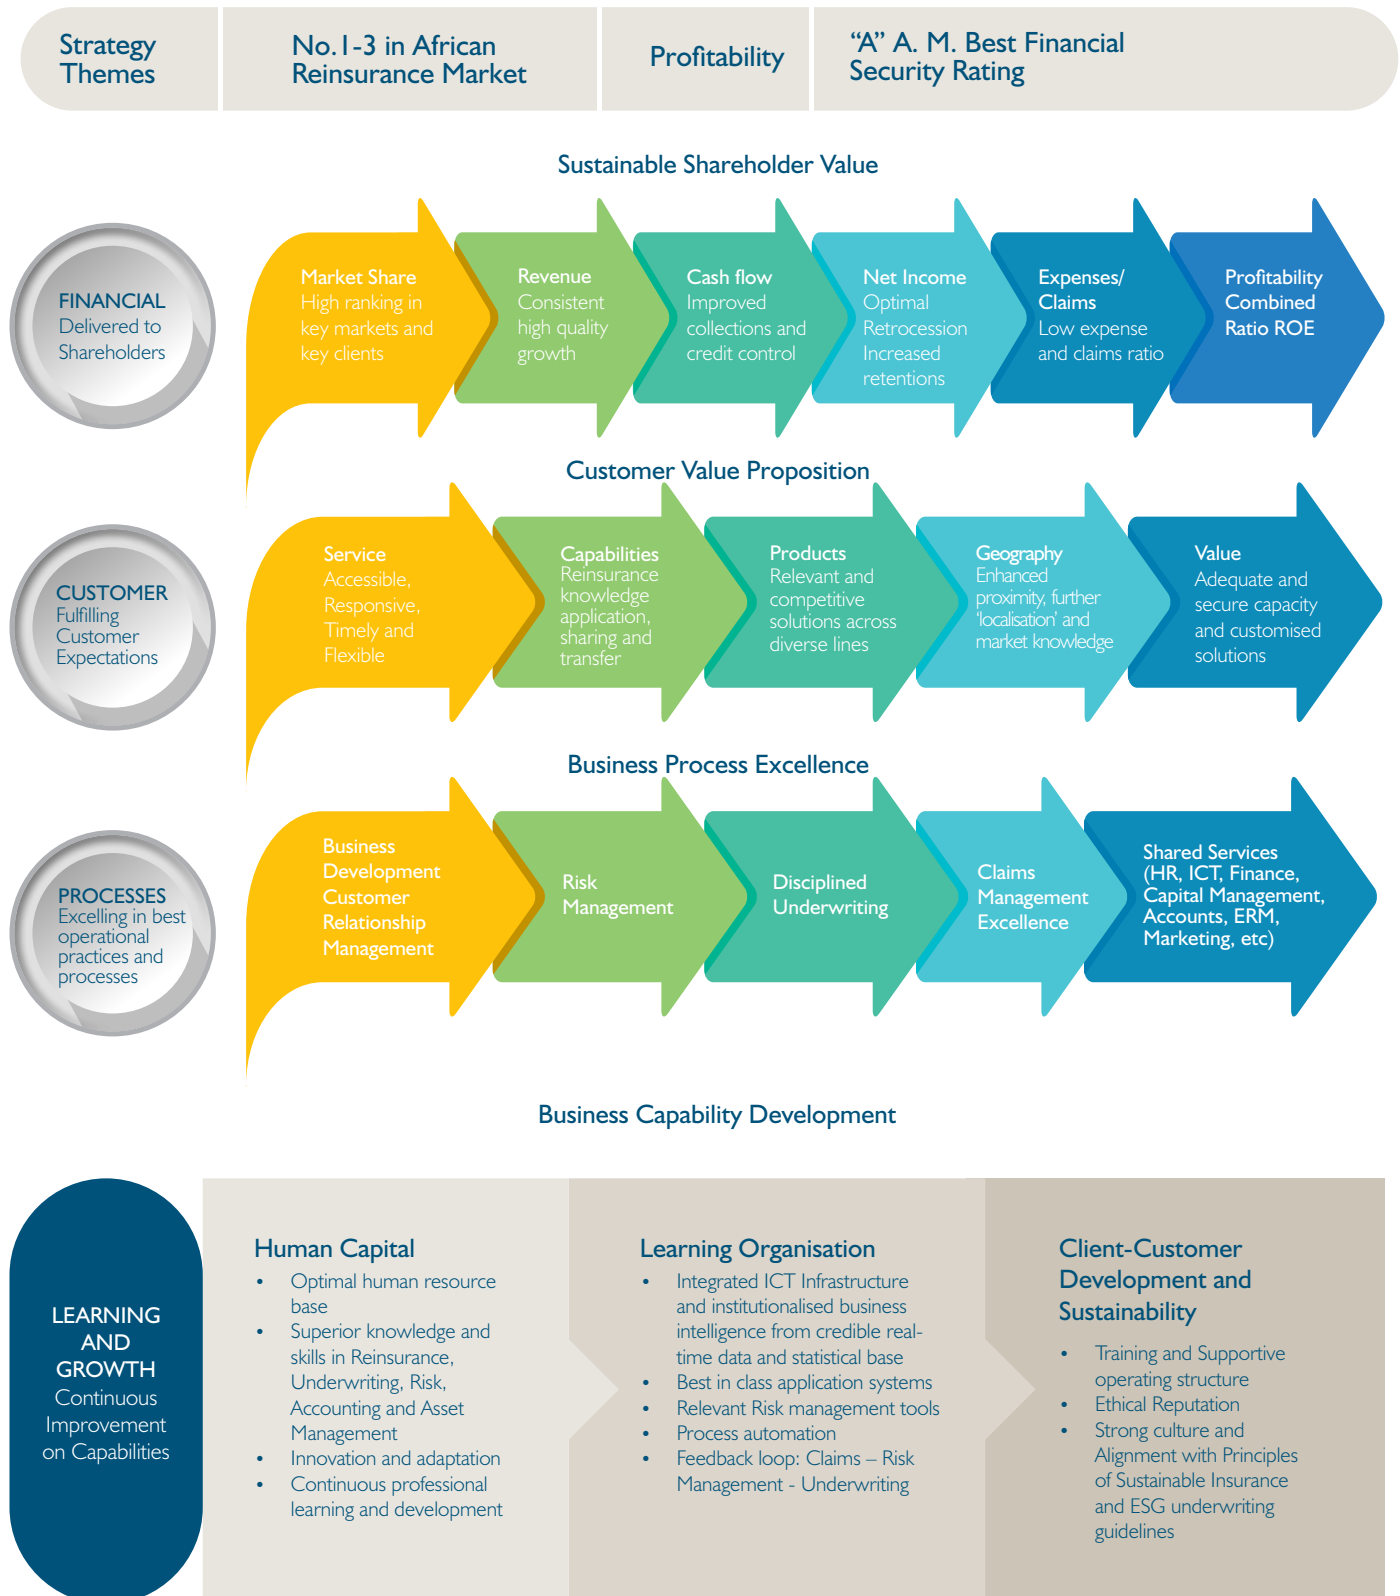 Strategy
Themes
No.1-3 in African
Reinsurance Market
Profitability
“A” A. M. Best Financial
Security Rating
Sustainable Shareholder Value
FINANCIAL
Delivered to
Shareholders
Market Share
High ranking in
key markets and
key clients
Revenue
Consistent
high quality
growth
Cash flow
Improved
collections and
credit control
Net Income
Optimal
Retrocession
Increased
retentions
Expenses/
Claims
Low expense
and claims ratio
Profitability
Combined
Ratio ROE
Customer Value Proposition
CUSTOMER
Fulfilling
Customer
Expectations
Service
Accessible,
Responsive,
Timely and
Flexible
Capabilities
Reinsurance
knowledge
application,
sharing and
transfer
Products
Relevant and
competitive
solutions across
diverse lines
Geography
Enhanced
proximity, further
‘localisation’ and
market knowledge
Value
Adequate and
secure capacity
and customised
solutions
Business Process Excellence
PROCESSES
Excelling in best
operational
practices and
processes
Business
Development
Customer
Relationship
Management
Risk
Management
Disciplined
Underwriting
Claims
Management
Excellence
Shared Services
(HR, ICT, Finance,
Capital Management,
Accounts, ERM,
Marketing, etc)
Business Capability Development
LEARNING
AND
GROWTH
Continuous
Improvement
on Capabilities
Human Capital
• Optimal human resource
base
• Superior knowledge and
skills in Reinsurance,
Underwriting, Risk,
Accounting and Asset
Management
• Innovation and adaptation
• Continuous professional
learning and development
Learning Organisation
• Integrated ICT Infrastructure
and institutionalised business
intelligence from credible real-
time data and statistical base
• Best in class application systems
• Relevant Risk management tools
• Process automation
• Feedback loop: Claims – Risk
Management - Underwriting
Client-Customer
Development and
Sustainability
• Training and Supportive
operating structure
• Ethical Reputation
• Strong culture and
Alignment with Principles
of Sustainable Insurance
and ESG underwriting
guidelines